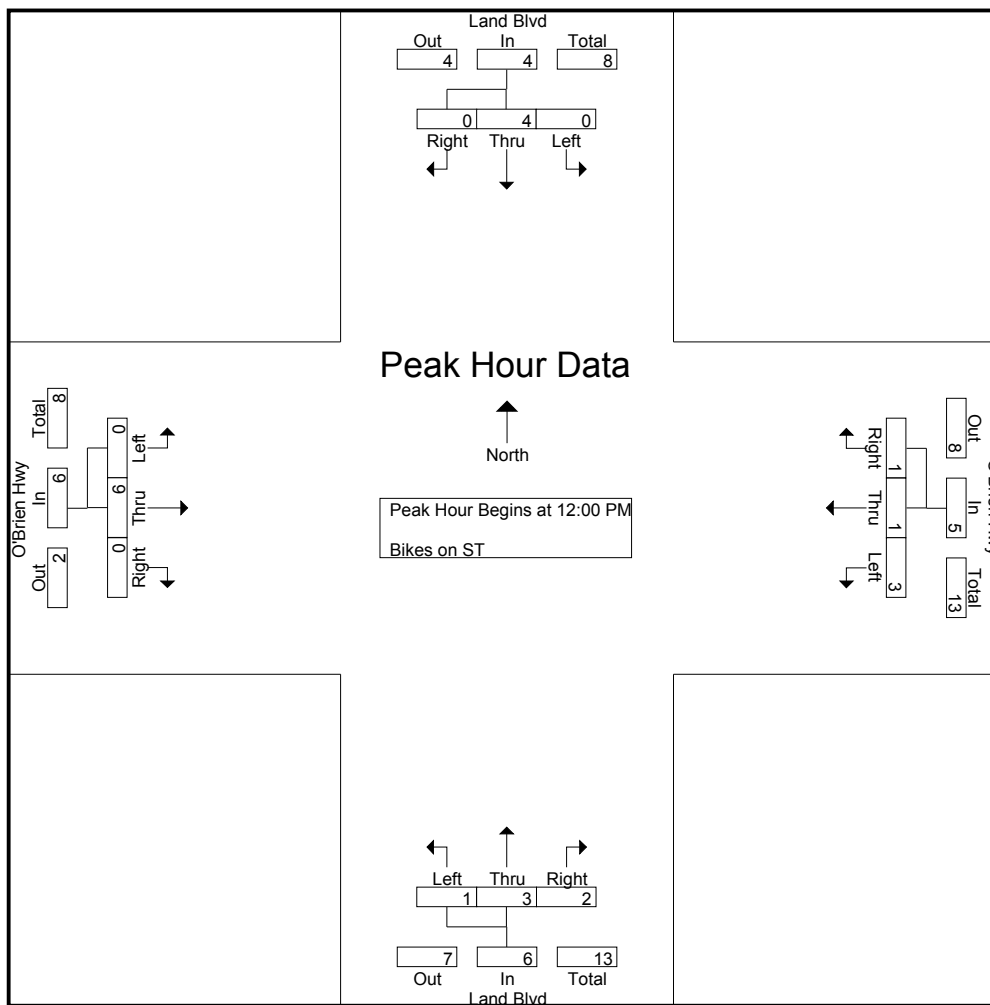 Land Blvd
Out In Total
4 4 8
0 4 0
Right Thru Left
Peak Hour Data
North
Peak Hour Begins at 12:00 PM
Bikes on ST
O'Brien Hwy
Out In Total
2 6 8
0 6 0
Right Thru Left
Out In Total
8 5 13
1 1 3
Right Thru Left
Left Thru Right
1 3 2
7 6 13
Out In Total
Land Blvd